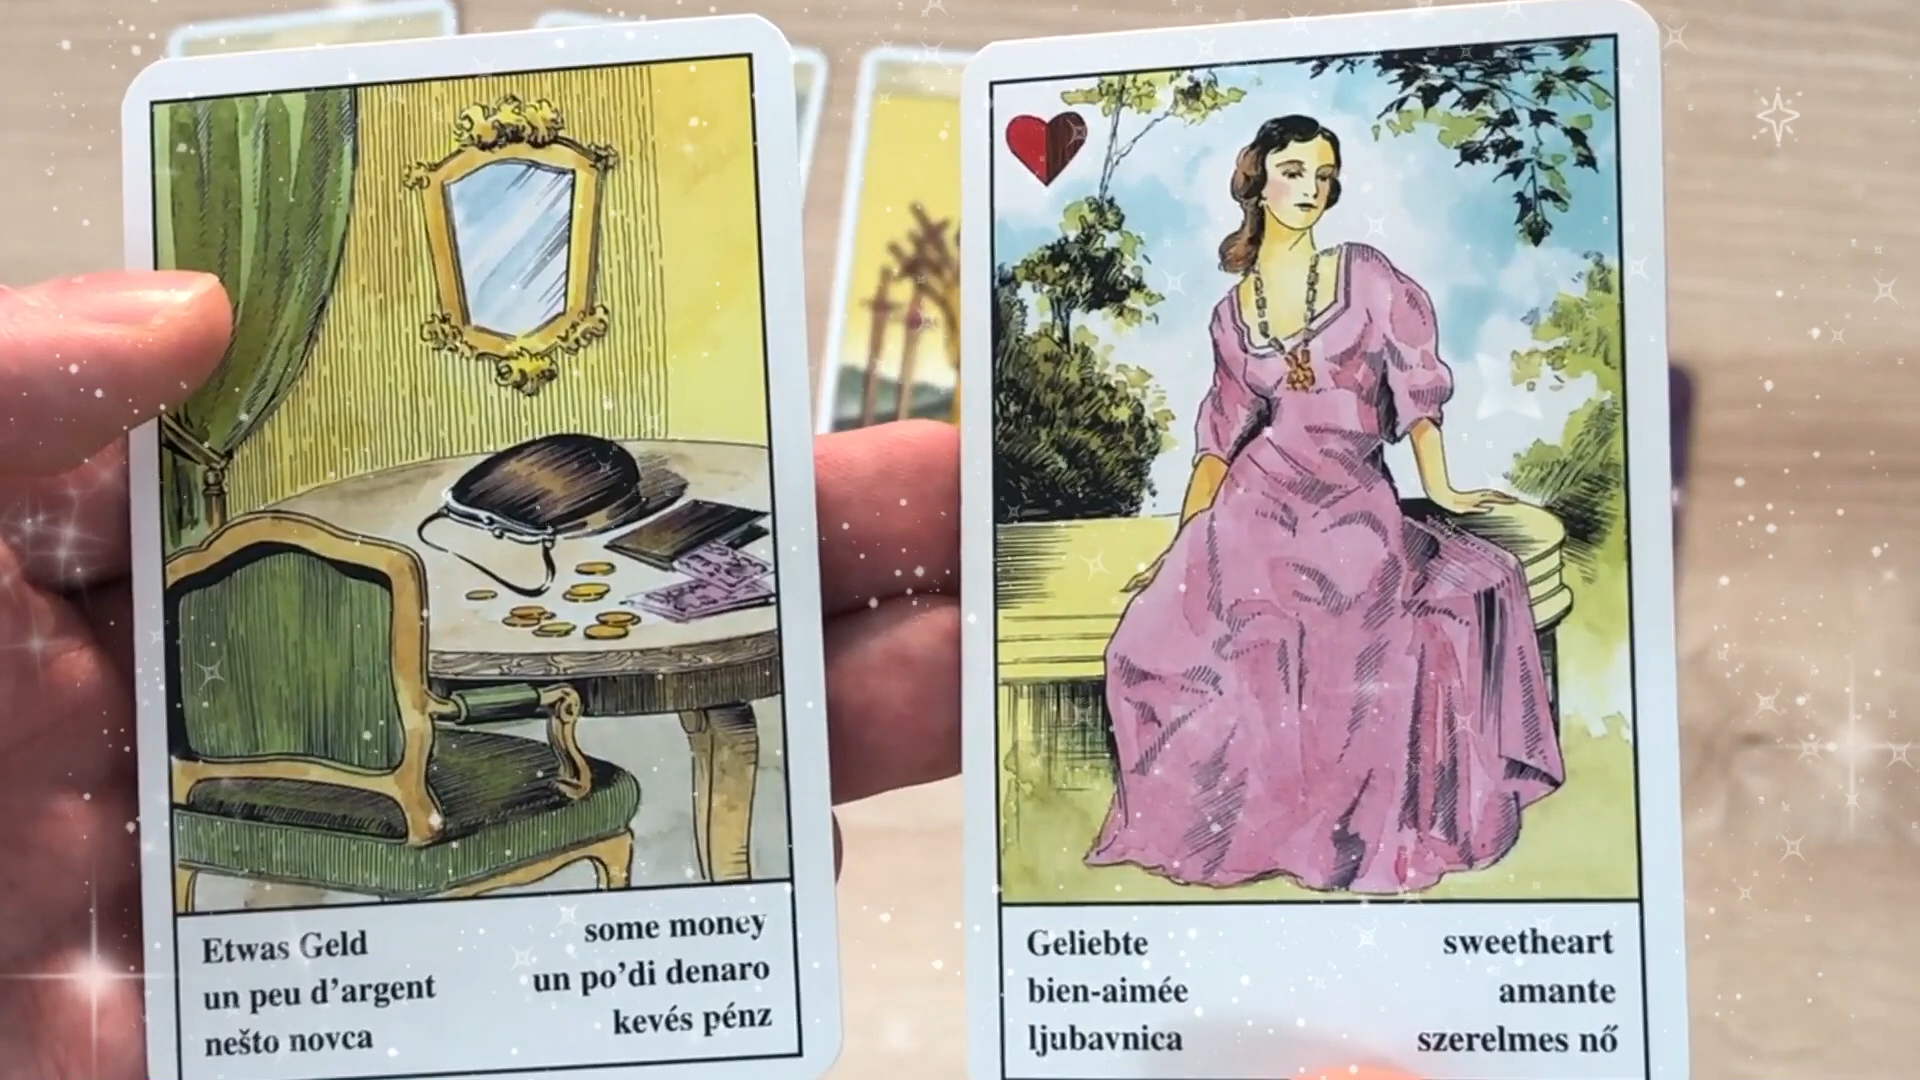 Etwas Geld
un peu d'argent
nešto novca
some money
un po'di denaro
kevés pénz
Geliebte
bien-aimée
ljubavnica
sweetheart
amante
szerelmes nő